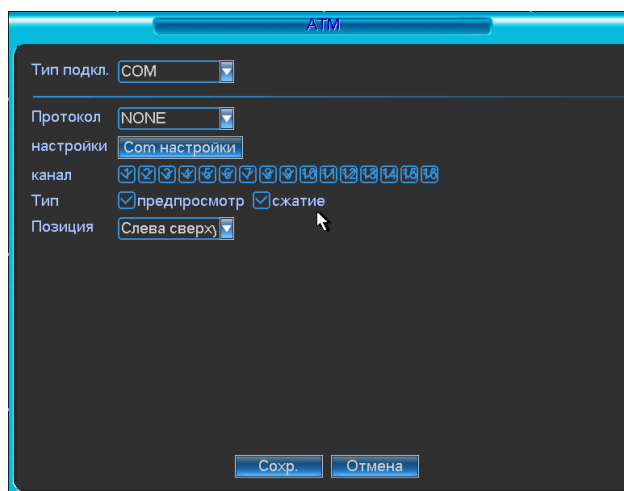 ATM
Тип подкл. COM
Протокол NONE
настройки Com настройки
канал 1 2 3 4 5 6 7 8 9 10 11 12 13 14 15 16
Тип предпросмотр сжатие
Позиция Слева сверху
Сохр. Отмена